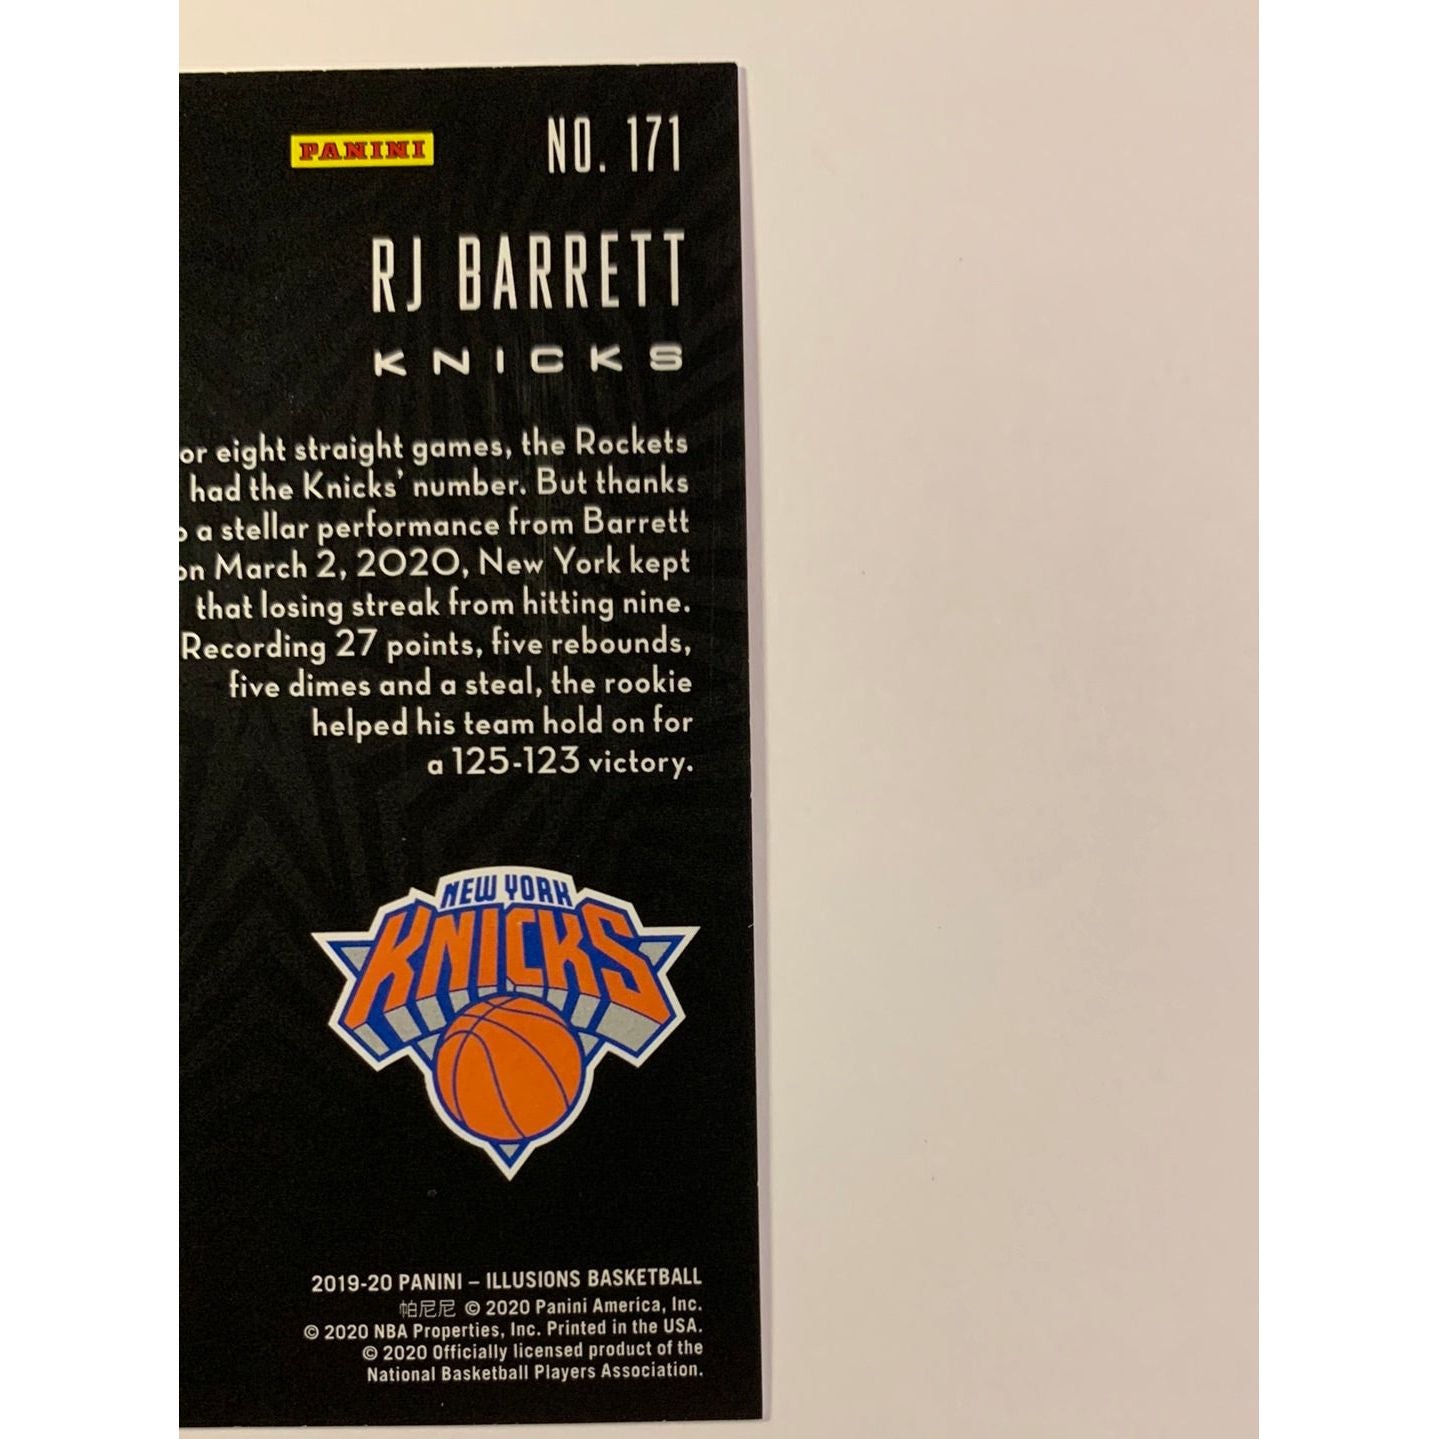 PANINI
NO. 171
RJ BARRETT
KNICKS
or eight straight games, the Rockets
had the Knicks' number. But thanks
a stellar performance from Barrett
on March 2, 2020, New York kept
that losing streak from hitting nine.
Recording 27 points, five rebounds,
five dimes and a steal, the rookie
helped his team hold on for
a 125-123 victory.
NEW YORK
KNICKS
2019-20 PANINI – ILLUSIONS BASKETBALL
帕尼尼 © 2020 Panini America, Inc.
© 2020 NBA Properties, Inc. Printed in the USA.
© 2020 Officially licensed product of the
National Basketball Players Association.